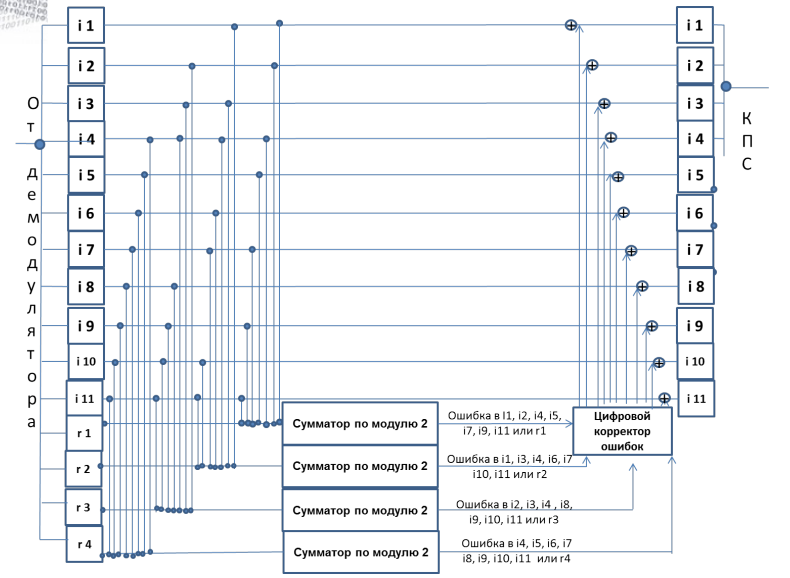 От демодулятора
i 1
i 2
i 3
i 4
i 5
i 6
i 7
i 8
i 9
i 10
i 11
r 1
r 2
r 3
r 4
Сумматор по модулю 2
Сумматор по модулю 2
Сумматор по модулю 2
Сумматор по модулю 2
Ошибка в I1, i2, i4, i5,
i7, i9, i11 или r1
Ошибка в i1, i3, i4, i6, i7
i10, i11 или r2
Ошибка в i2, i3, i4 , i8,
i9, i10, i11 или r3
Ошибка в i4, i5, i6, i7
i8, i9, i10, i11 или r4
Цифровой
корректор
ошибок
i 1
i 2
i 3
i 4
i 5
i 6
i 7
i 8
i 9
i 10
i 11
КПС